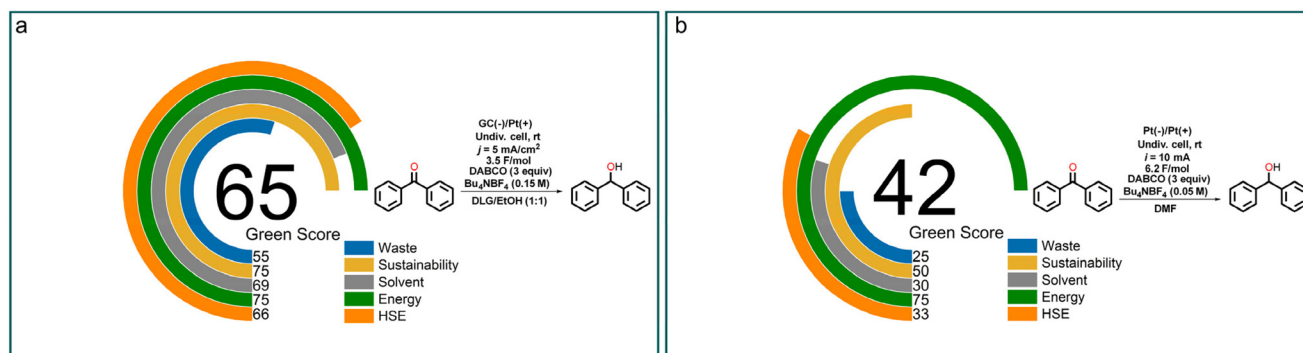 a
65
Green Score
55
75
69
75
66
Waste
Sustainability
Solvent
Energy
HSE
O
GC(-)/Pt(+)
Undiv. cell, rt
j = 5 mA/cm²
3.5 F/mol
DABCO (3 equiv)
Bu₄NBF₄ (0.15 M)
DLG/EtOH (1:1)
OH
b
42
Green Score
25
50
30
75
33
Waste
Sustainability
Solvent
Energy
HSE
O
Pt(-)/Pt(+)
Undiv. cell, rt
i = 10 mA
6.2 F/mol
DABCO (3 equiv)
Bu₄NBF₄ (0.05 M)
DMF
OH